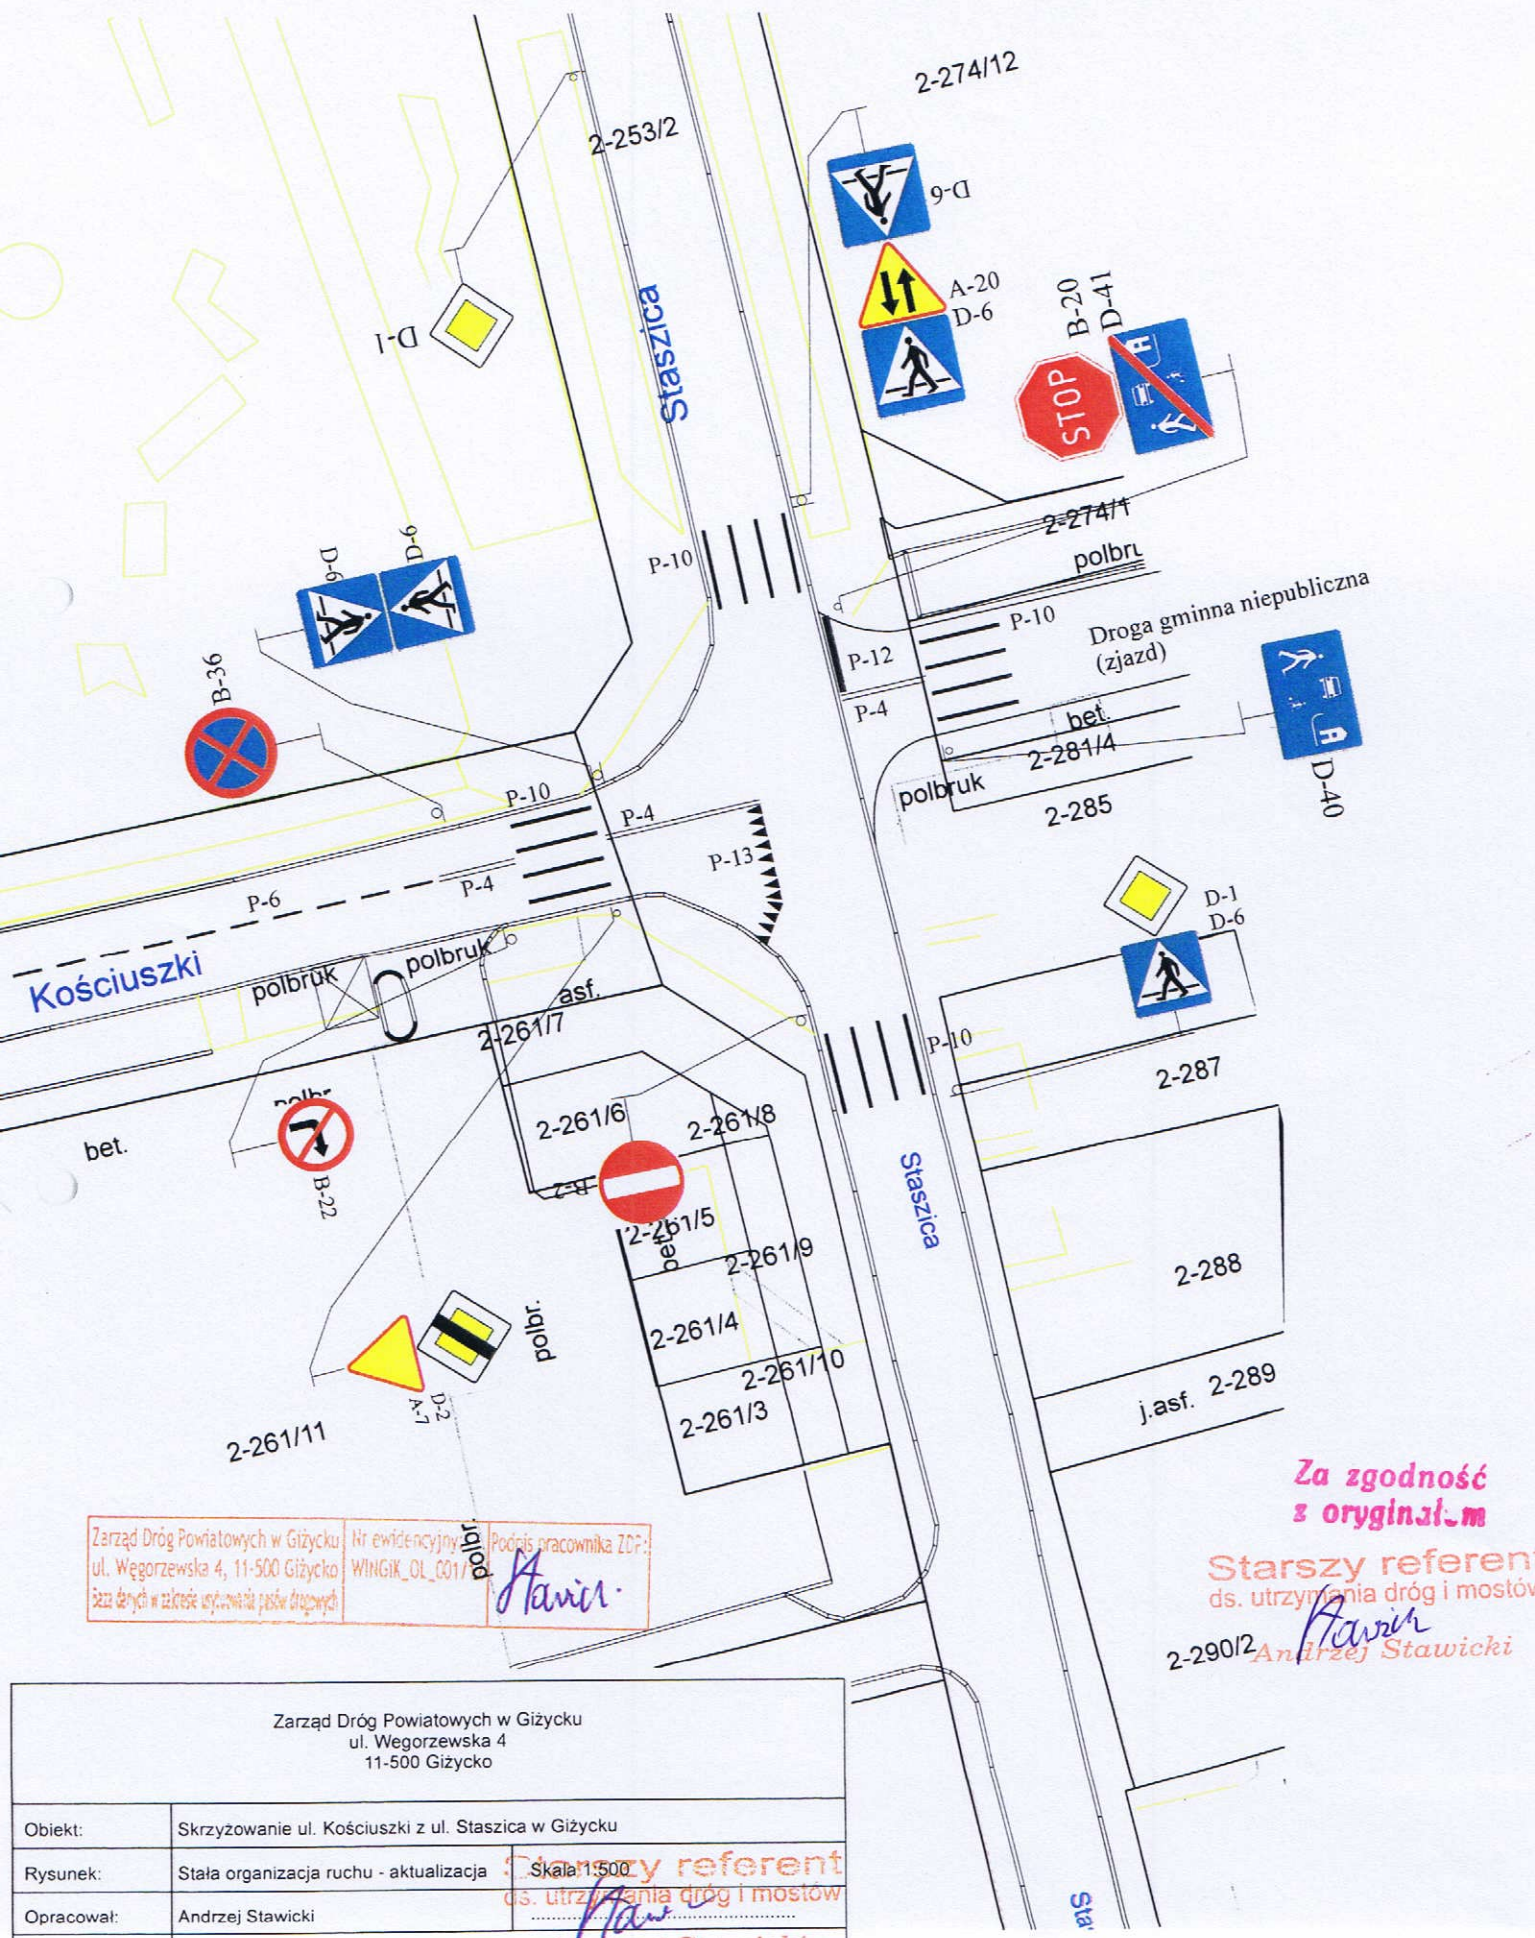 2-274/12
2-253/2
D-6
Staszica
A-20
D-6
B-20
D-41
D-1
STOP
2-274/1
P-10
polbru
D-6
D-6
P-10
Droga gminna niepubliczna
(zjazd)
P-12
B-36
P-4
bet.
2-281/4
polbruk
2-285
D-40
P-10
P-4
P-13
P-4
P-6
D-1
D-6
Kościuszki
polbruk
polbruk
asf.
2-261/7
P-10
2-287
polbr
bet.
2-261/6
2-261/8
B-22
B-2
Staszica
2-261/5
bet.
2-261/9
2-288
polbr.
2-261/4
2-261/10
D-2
A-7
2-261/3
j.asf.
2-289
2-261/11
Za zgodność
z oryginałem
polbr.
Zarząd Dróg Powiatowych w Giżycku
ul. Węgorzewska 4, 11-500 Giżycko
Nr ewidencyjny:
WINGiK_OL_001/
Podpis pracownika ZDP:
Starszy referent
ds. utrzymania dróg i mostów
Andrzej Stawicki
2-290/2
Zarząd Dróg Powiatowych w Giżycku
ul. Wegorzewska 4
11-500 Giżycko
Obiekt: Skrzyżowanie ul. Kościuszki z ul. Staszica w Giżycku
Rysunek: Stała organizacja ruchu - aktualizacja Skala 1:500
Starszy referent
ds. utrzymania dróg i mostów
Opracował: Andrzej Stawicki